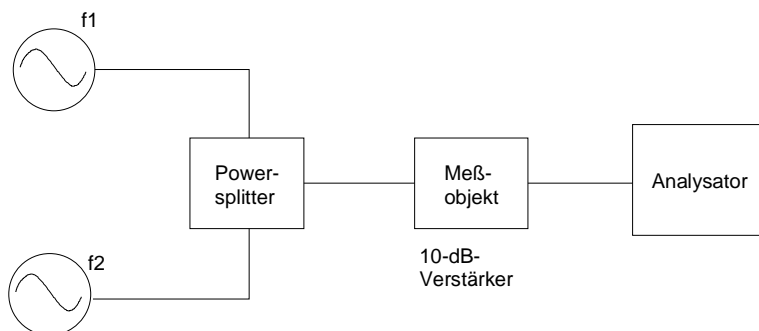 f1
Power-
splitter
Meß-
objekt
Analysator
f2
10-dB-
Verstärker